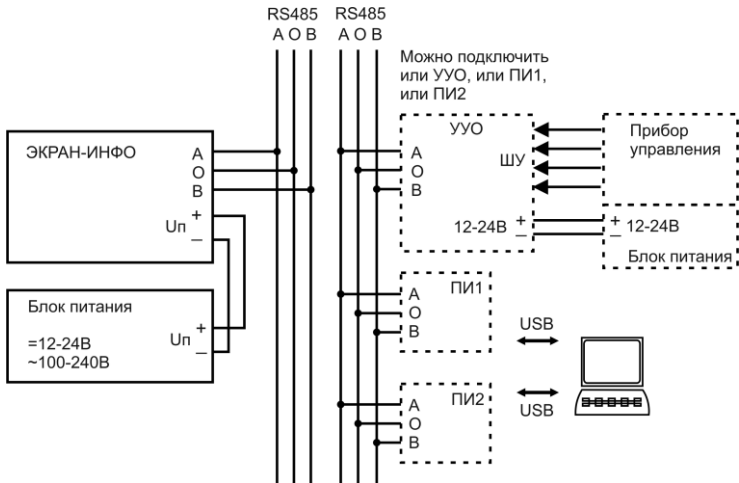 RS485 RS485
А О В А О В
Можно подключить
или УУО, или ПИ1,
или ПИ2
ЭКРАН-ИНФО
А
О
В
Uп
+
–
Блок питания
=12-24В
~100-240В
Uп
+
–
УУО
А
О
В
ШУ
12-24В
+
–
Прибор
управления
+
–
12-24В
Блок питания
ПИ1
А
О
В
USB
ПИ2
А
О
В
USB